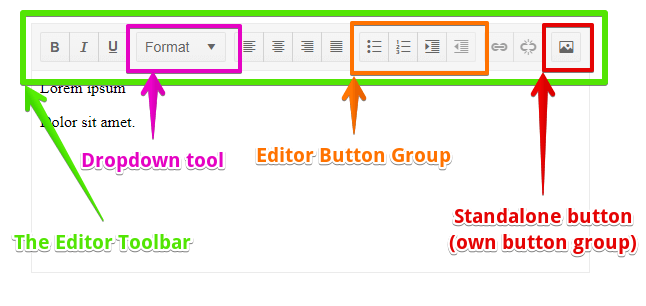 B I U Format
Lorem ipsum
Dolor sit amet.
Dropdown tool
Editor Button Group
Standalone button
(own button group)
The Editor Toolbar